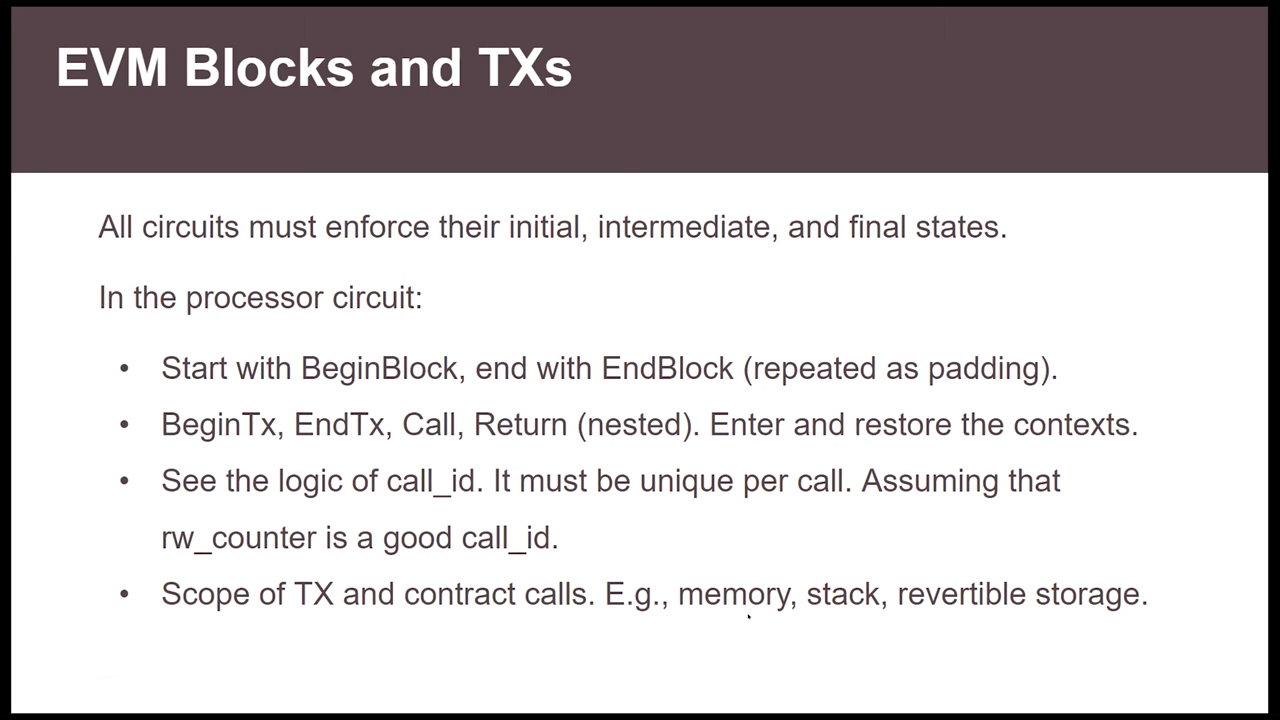 EVM Blocks and TXs
All circuits must enforce their initial, intermediate, and final states.
In the processor circuit:
• Start with BeginBlock, end with EndBlock (repeated as padding).
• BeginTx, EndTx, Call, Return (nested). Enter and restore the contexts.
• See the logic of call_id. It must be unique per call. Assuming that
rw_counter is a good call_id.
• Scope of TX and contract calls. E.g., memory, stack, revertible storage.